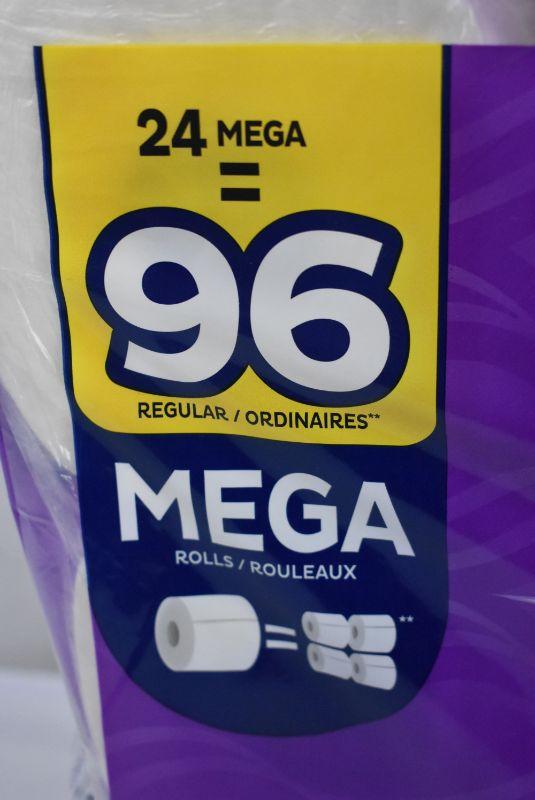 24 MEGA
=
96
REGULAR / ORDINAIRES**
MEGA
ROLLS / ROULEAUX
= **